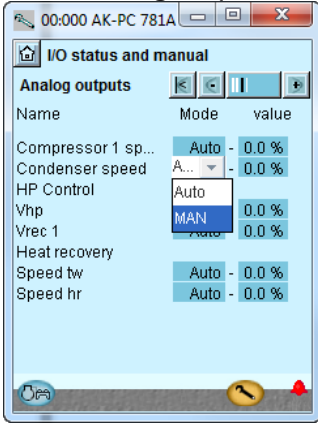 00:000 AK-PC 781A
I/O status and manual
Analog outputs
Name Mode value
Compressor 1 sp... Auto - 0.0 %
Condenser speed A... - 0.0 %
HP Control Auto
Vhp MAN 0.0 %
Vrec 1 Auto - 0.0 %
Heat recovery
Speed tw Auto - 0.0 %
Speed hr Auto - 0.0 %